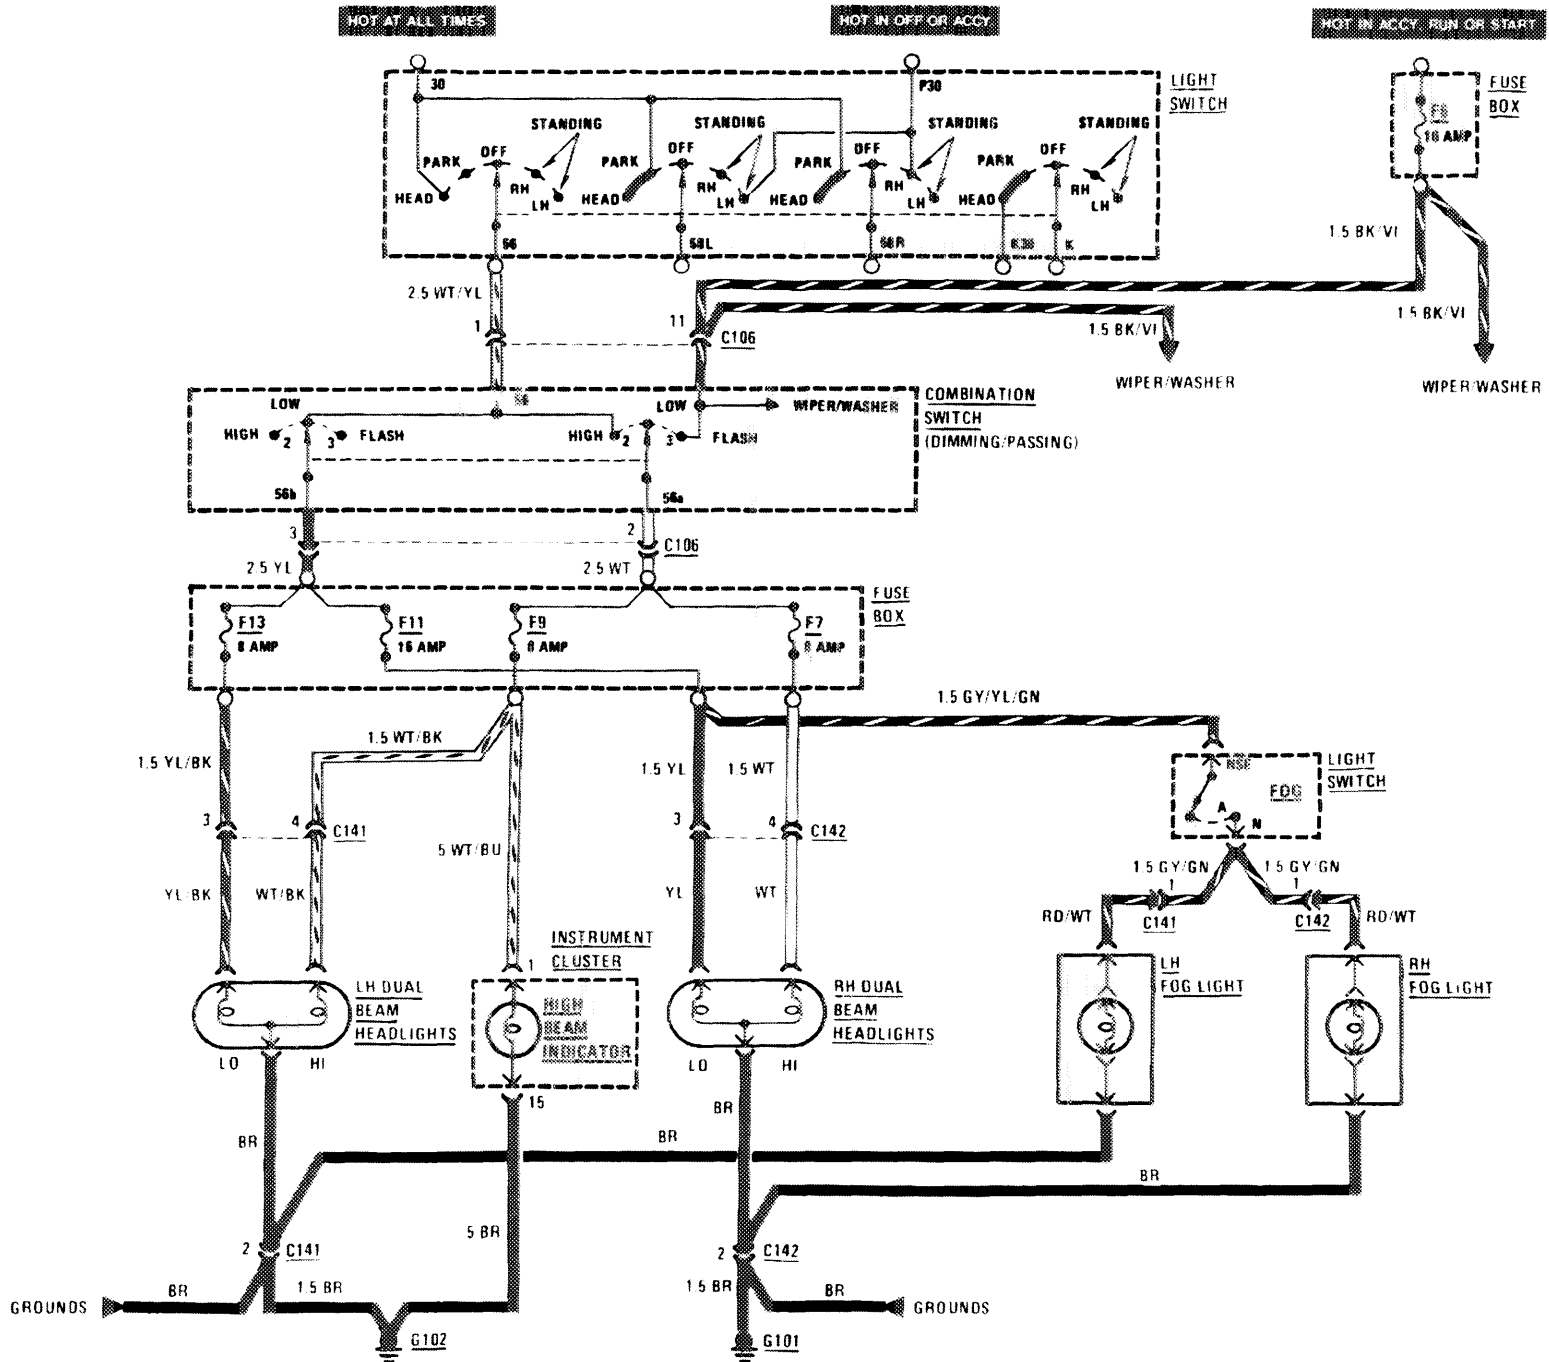 HOT AT ALL TIMES
HOT IN OFF OR ACCY
HOT IN ACCY RUN OR START
30
P30
LIGHT
SWITCH
FUSE
BOX
16 AMP
STANDING
STANDING
STANDING
STANDING
PARK
OFF
PARK
OFF
PARK
OFF
PARK
OFF
HEAD
RH
LH
HEAD
RH
LH
HEAD
RH
LH
HEAD
RH
LH
56
58L
58R
K
1.5 BK/VI
2.5 WT/YL
1
11
C106
1.5 BK/VI
1.5 BK/VI
WIPER/WASHER
WIPER/WASHER
LOW
56
LOW
WIPER/WASHER
COMBINATION
SWITCH
(DIMMING/PASSING)
HIGH
2
3
FLASH
HIGH
2
3
FLASH
56b
56a
3
2
C106
2.5 YL
2.5 WT
FUSE
BOX
F13
8 AMP
F11
16 AMP
F9
8 AMP
F7
8 AMP
1.5 GY/YL/GN
1.5 WT/BK
1.5 YL/BK
1.5 YL
1.5 WT
NSE
LIGHT
SWITCH
FOG
A
N
3
4
C141
3
4
C142
5 WT/BU
1.5 GY/GN
1.5 GY/GN
1
1
YL/BK
WT/BK
YL
WT
RD/WT
C141
C142
RD/WT
INSTRUMENT
CLUSTER
1
LH DUAL
BEAM
HEADLIGHTS
HIGH
BEAM
INDICATOR
RH DUAL
BEAM
HEADLIGHTS
LH
FOG LIGHT
RH
FOG LIGHT
LO
HI
LO
HI
15
BR
BR
BR
BR
2
C141
5 BR
2
C142
1.5 BR
1.5 BR
GROUNDS
BR
BR
GROUNDS
G102
G101